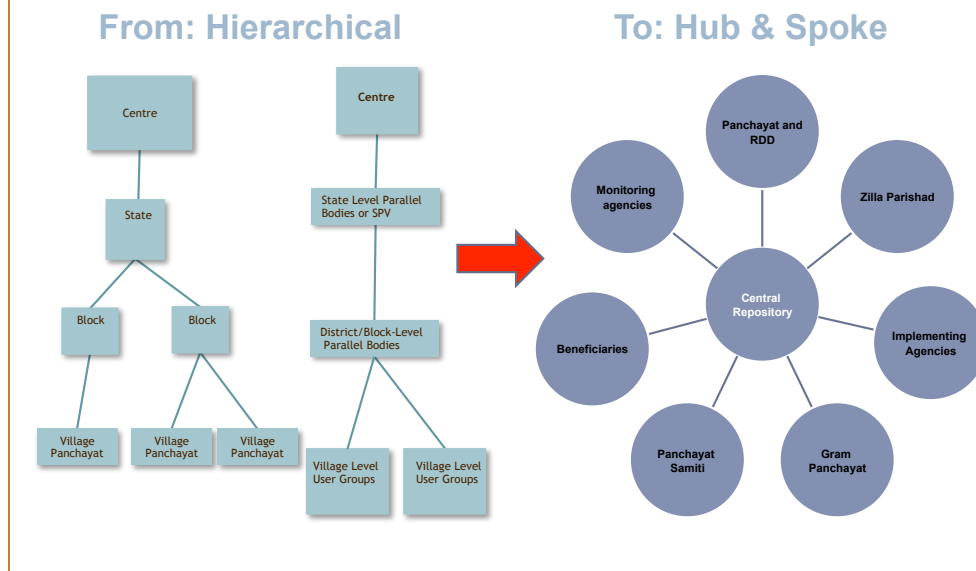 From: Hierarchical
To: Hub & Spoke
Centre
State
Block
Block
Village
Panchayat
Village
Panchayat
Village
Panchayat
Centre
State Level Parallel
Bodies or SPV
District/Block-Level
Parallel Bodies
Village Level
User Groups
Village Level
User Groups
Panchayat and
RDD
Monitoring
agencies
Zilla Parishad
Central
Repository
Beneficiaries
Implementing
Agencies
Panchayat
Samiti
Gram
Panchayat